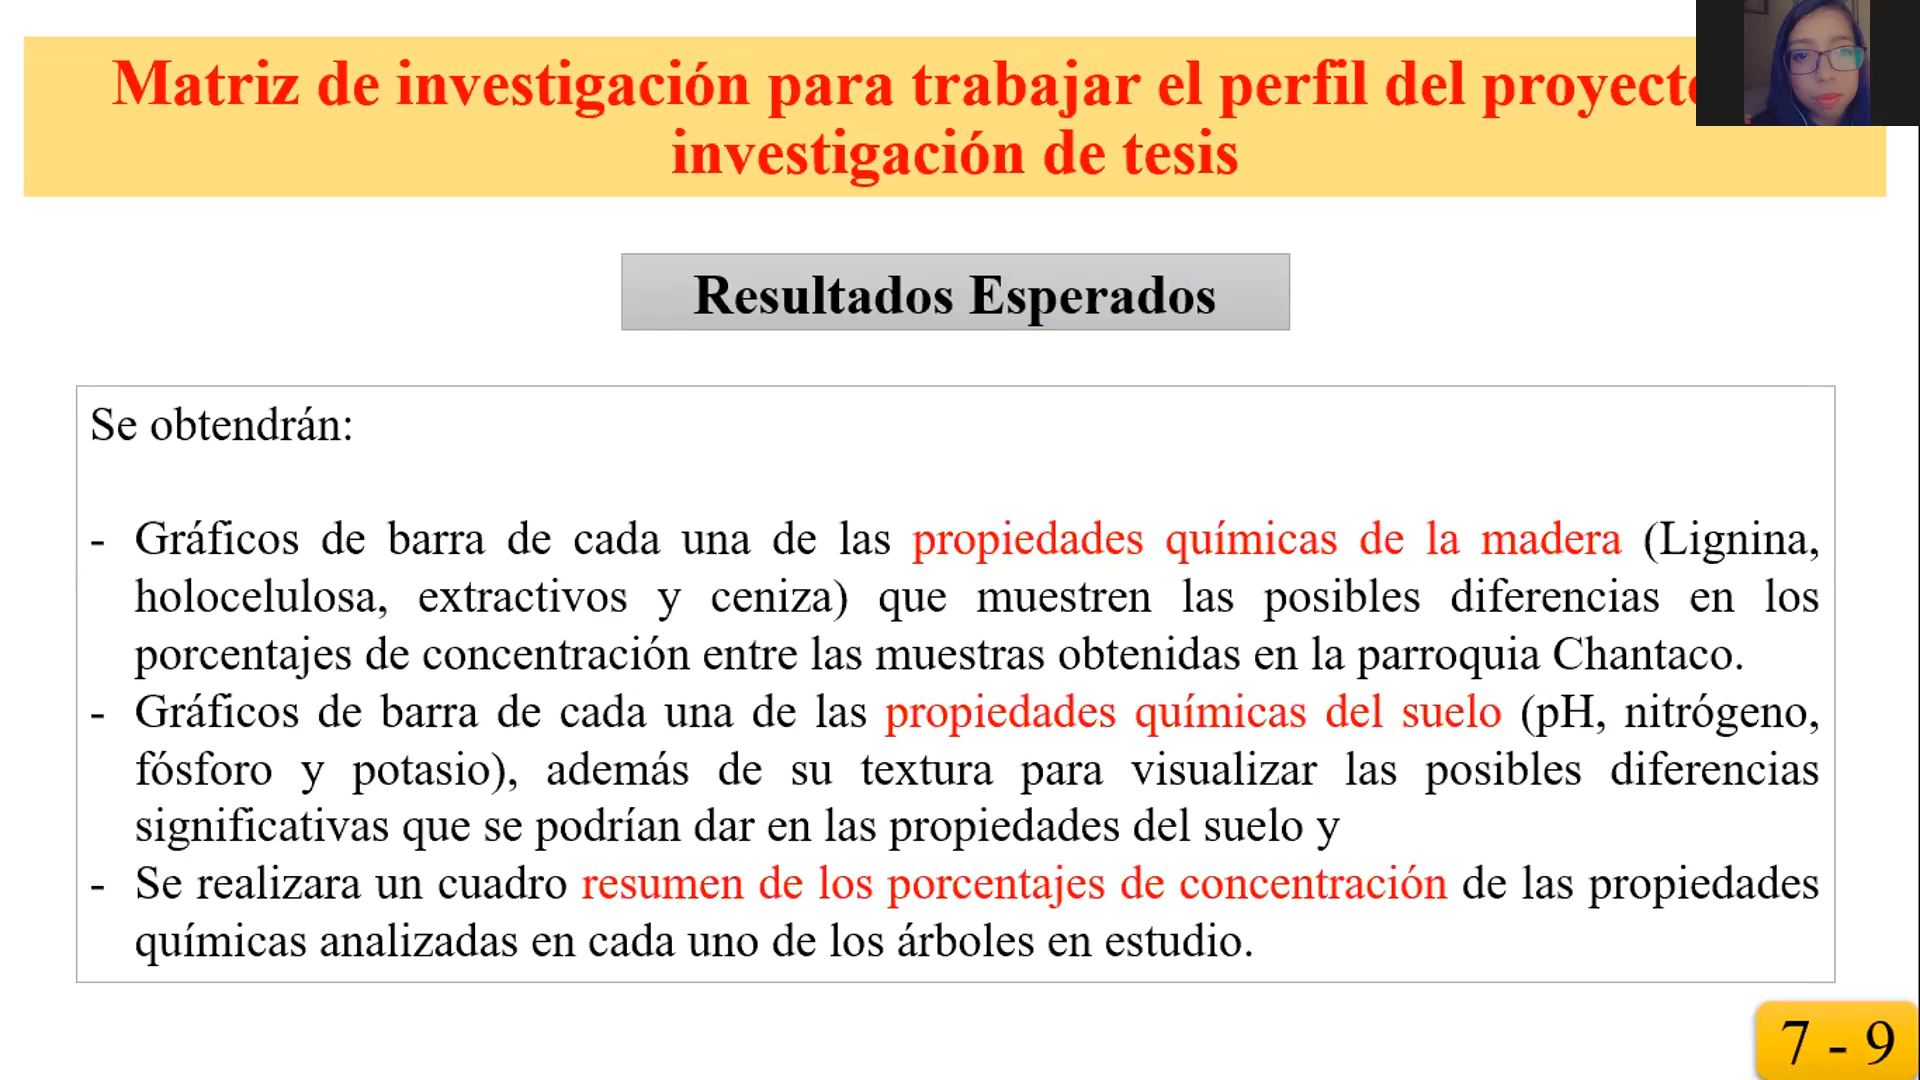 Matriz de investigación para trabajar el perfil del proyecto
investigación de tesis
Resultados Esperados
Se obtendrán:
- Gráficos de barra de cada una de las propiedades químicas de la madera (Lignina,
holocelulosa, extractivos y ceniza) que muestren las posibles diferencias en los
porcentajes de concentración entre las muestras obtenidas en la parroquia Chantaco.
- Gráficos de barra de cada una de las propiedades químicas del suelo (pH, nitrógeno,
fósforo y potasio), además de su textura para visualizar las posibles diferencias
significativas que se podrían dar en las propiedades del suelo y
- Se realizara un cuadro resumen de los porcentajes de concentración de las propiedades
químicas analizadas en cada uno de los árboles en estudio.
7 - 9